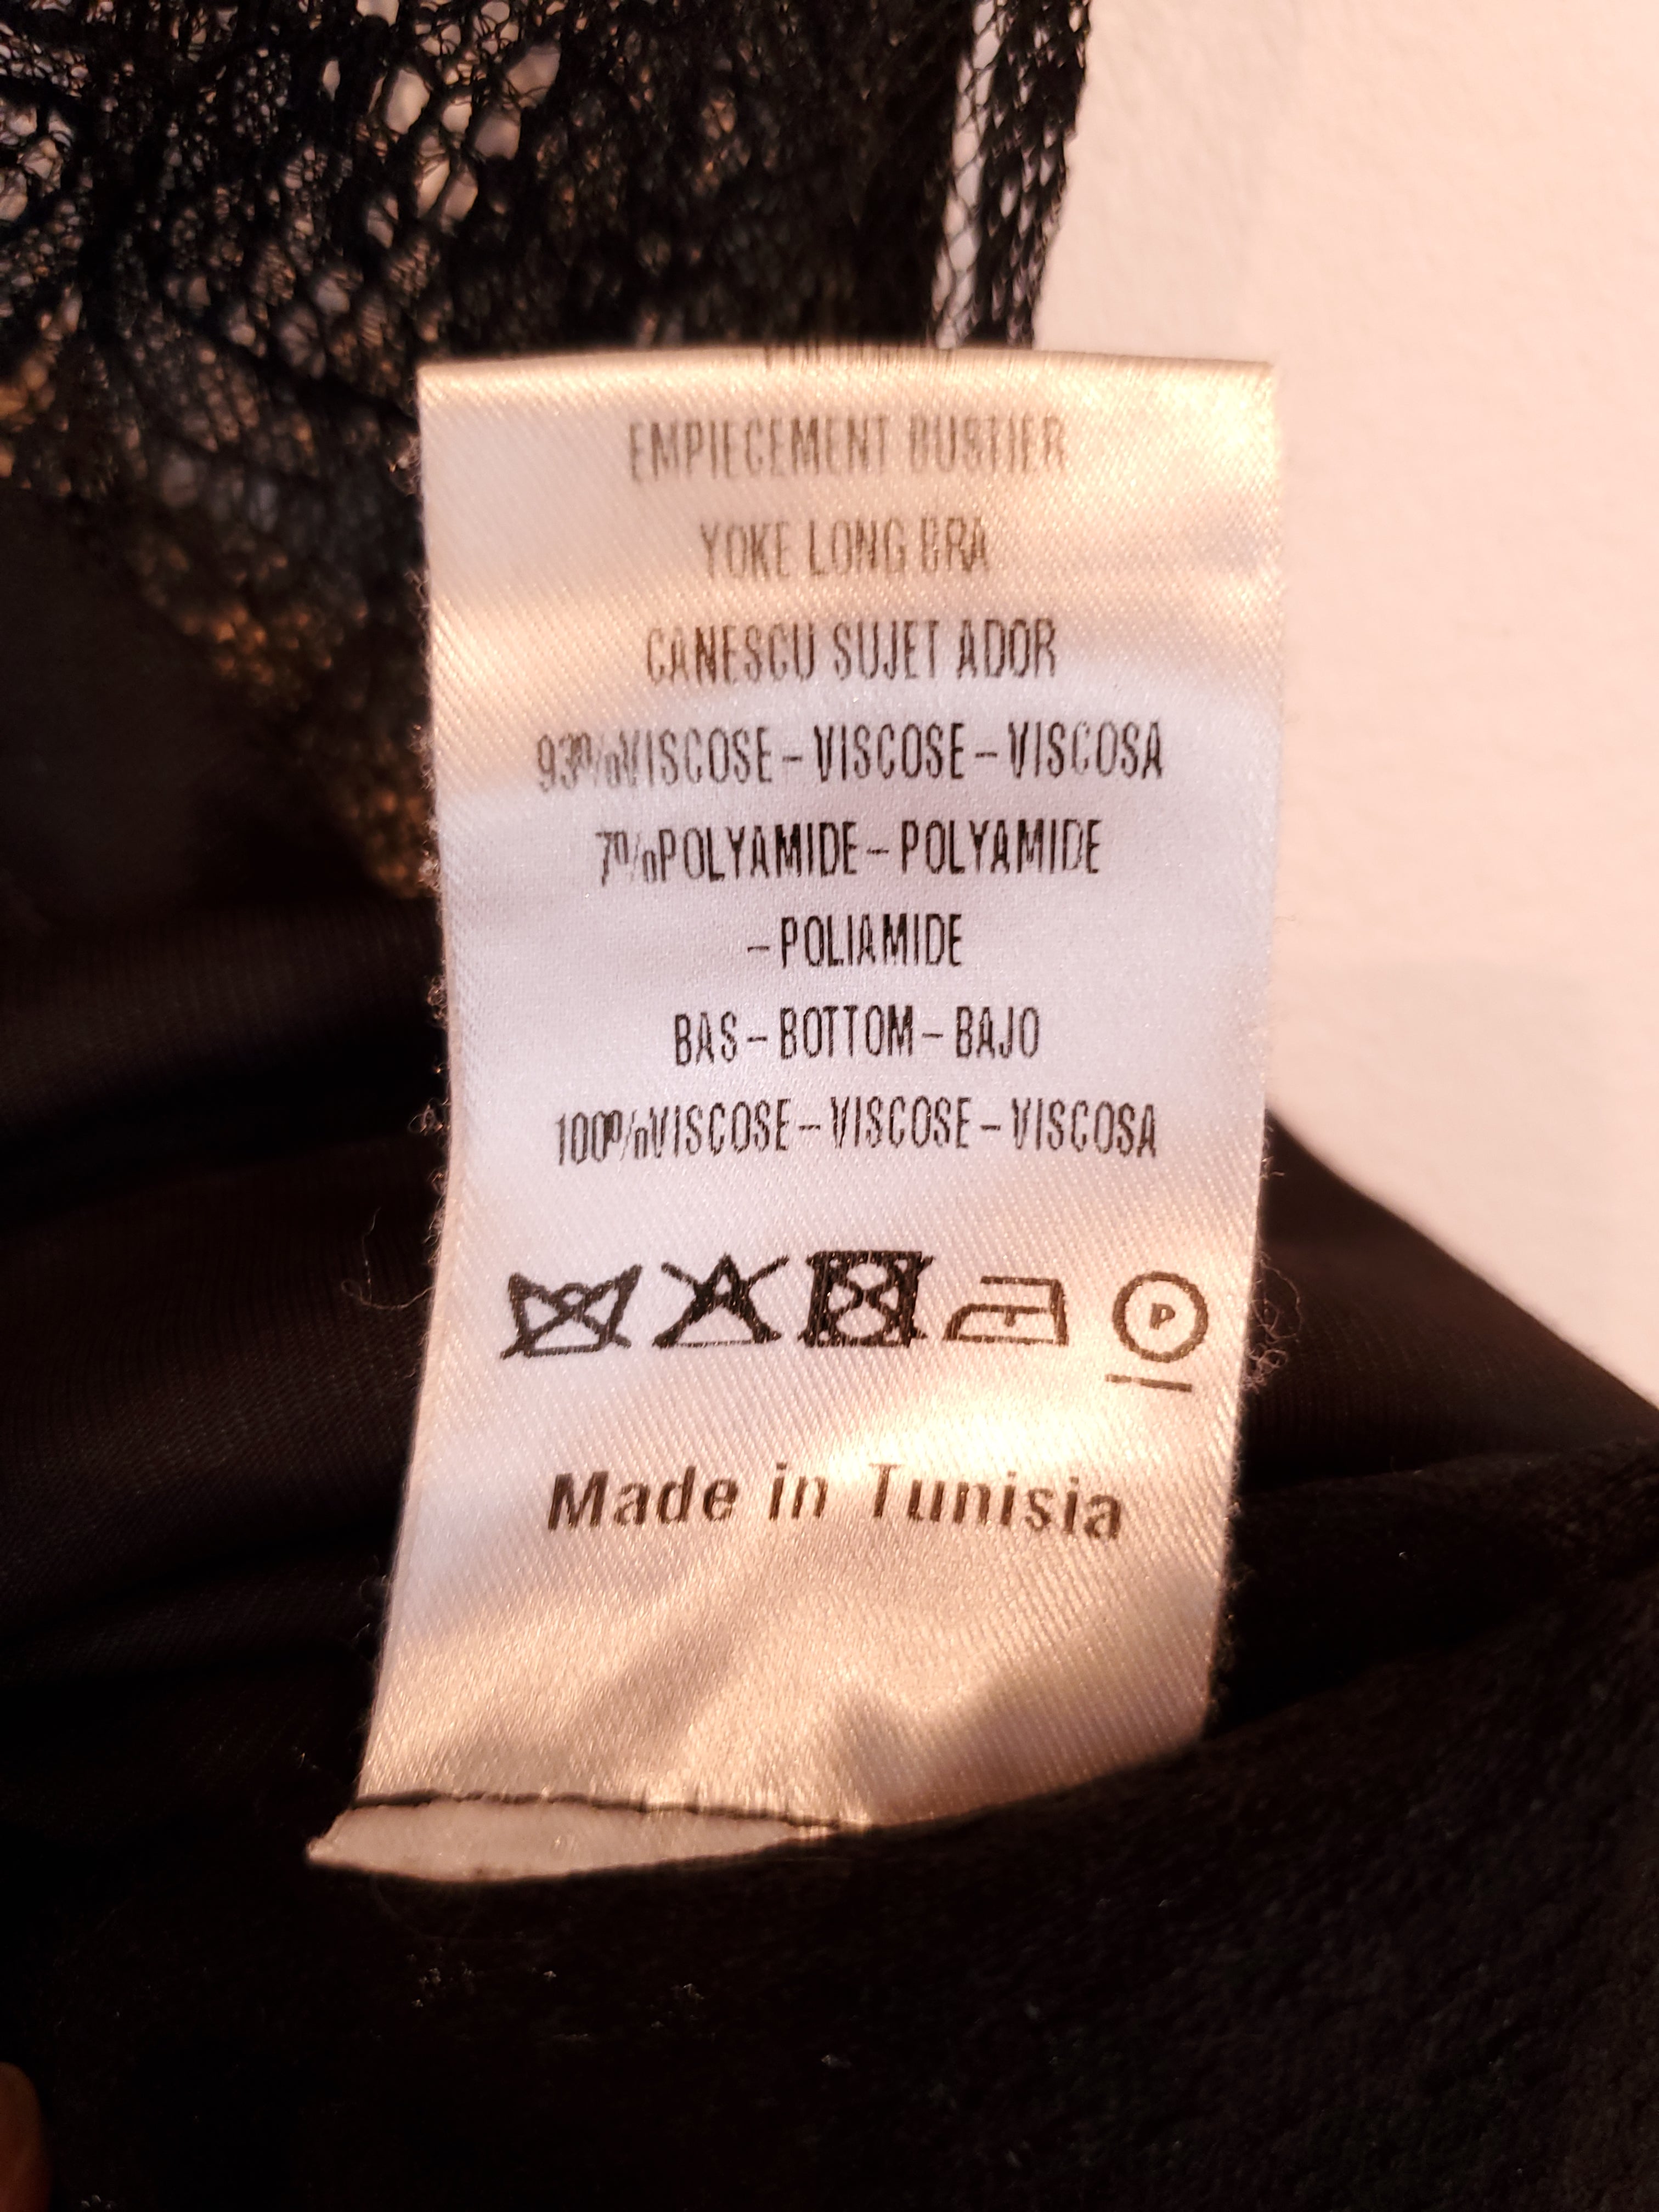 EMPIECEMENT BUSTIER
YOKE LONG BRA
CANESCU SUJET ADOR
93%VISCOSE - VISCOSE - VISCOSA
7%POLYAMIDE - POLYAMIDE
- POLIAMIDE
BAS - BOTTOM - BAJO
100%VISCOSE - VISCOSE - VISCOSA
P
Made in Tunisia